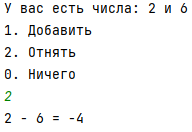 У вас есть числа: 2 и 6
1. Добавить
2. Отнять
0. Ничего
2
2 - 6 = -4